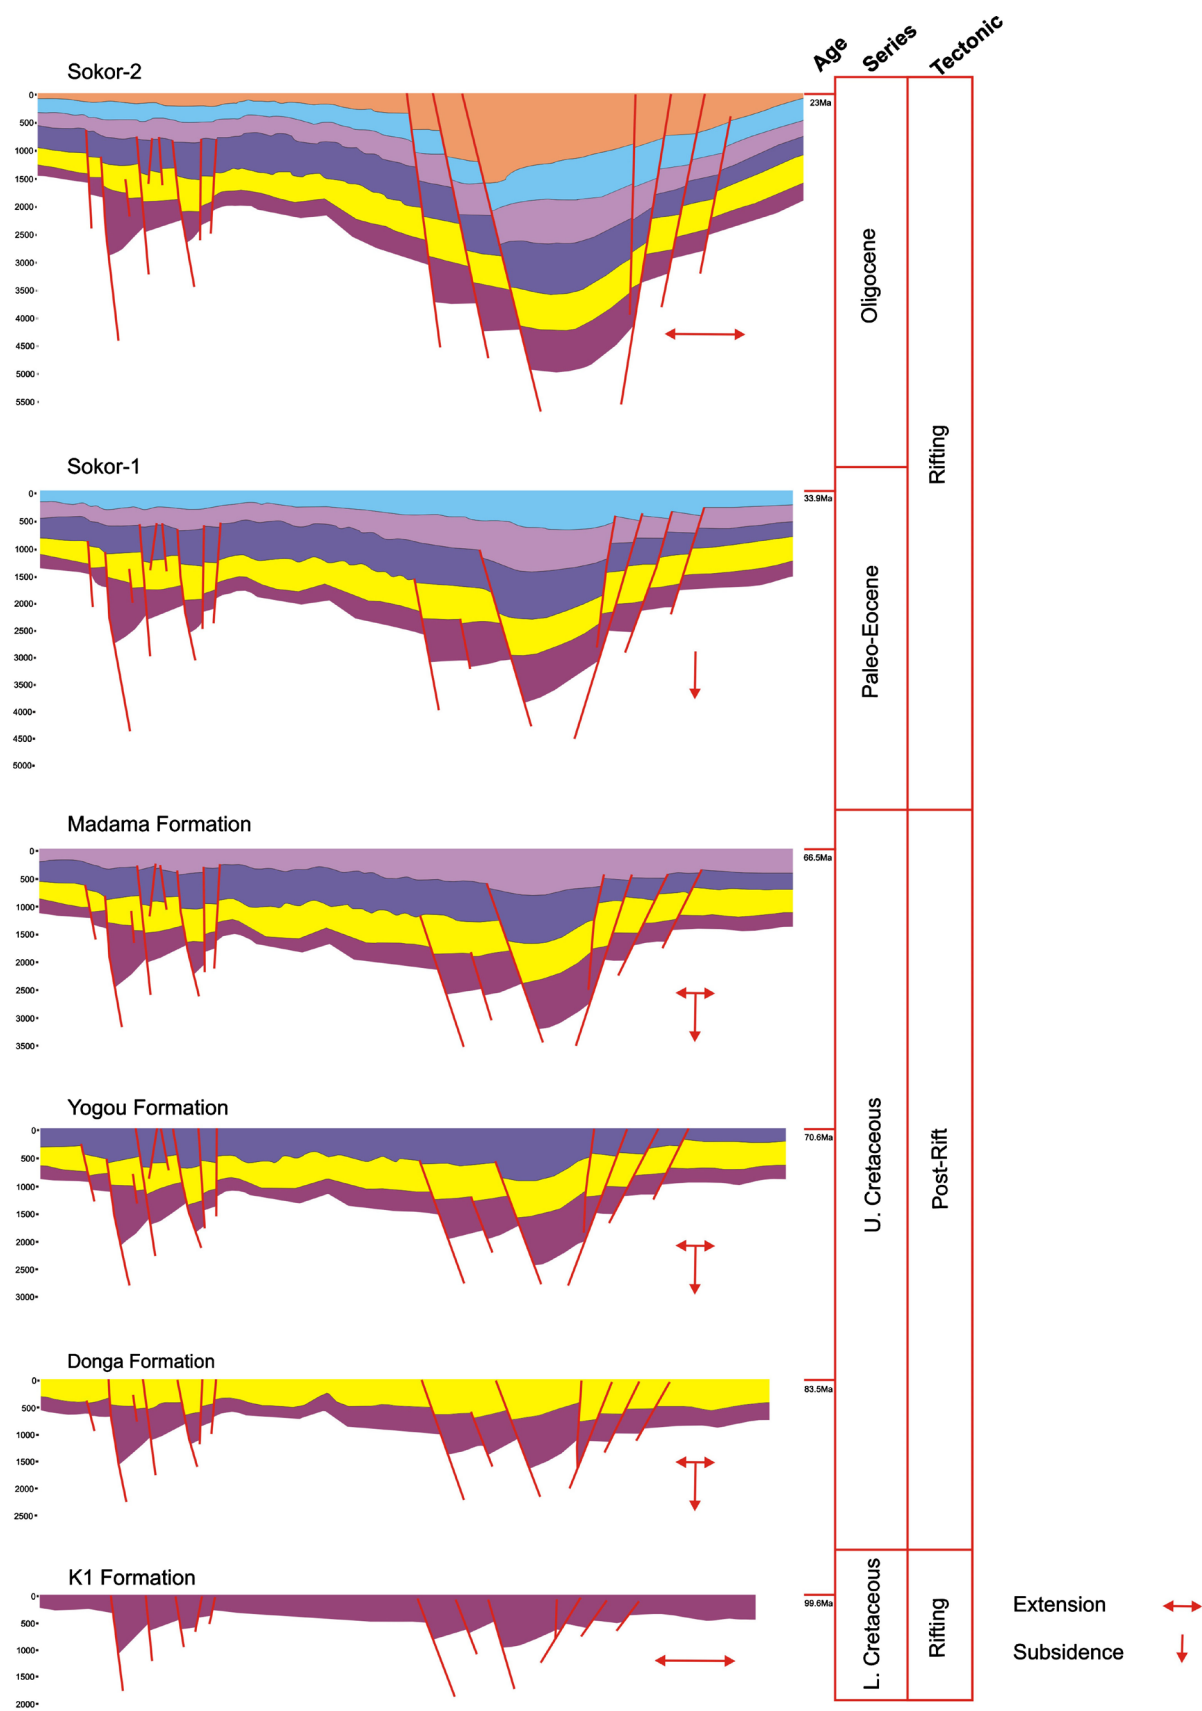 Age
Series
Tectonic
Sokor-2
0
500
1000
1500
2000
2500
3000
3500
4000
4500
5000
5500
23Ma
Oligocene
Rifting
Sokor-1
0
500
1000
1500
2000
2500
3000
3500
4000
4500
5000
33.9Ma
Paleo-Eocene
Madama Formation
0
500
1000
1500
2000
2500
3000
3500
66.5Ma
U. Cretaceous
Post-Rift
Yogou Formation
0
500
1000
1500
2000
2500
3000
70.6Ma
Donga Formation
0
500
1000
1500
2000
2500
83.5Ma
K1 Formation
0
500
1000
1500
2000
99.6Ma
L. Cretaceous
Rifting
Extension
Subsidence